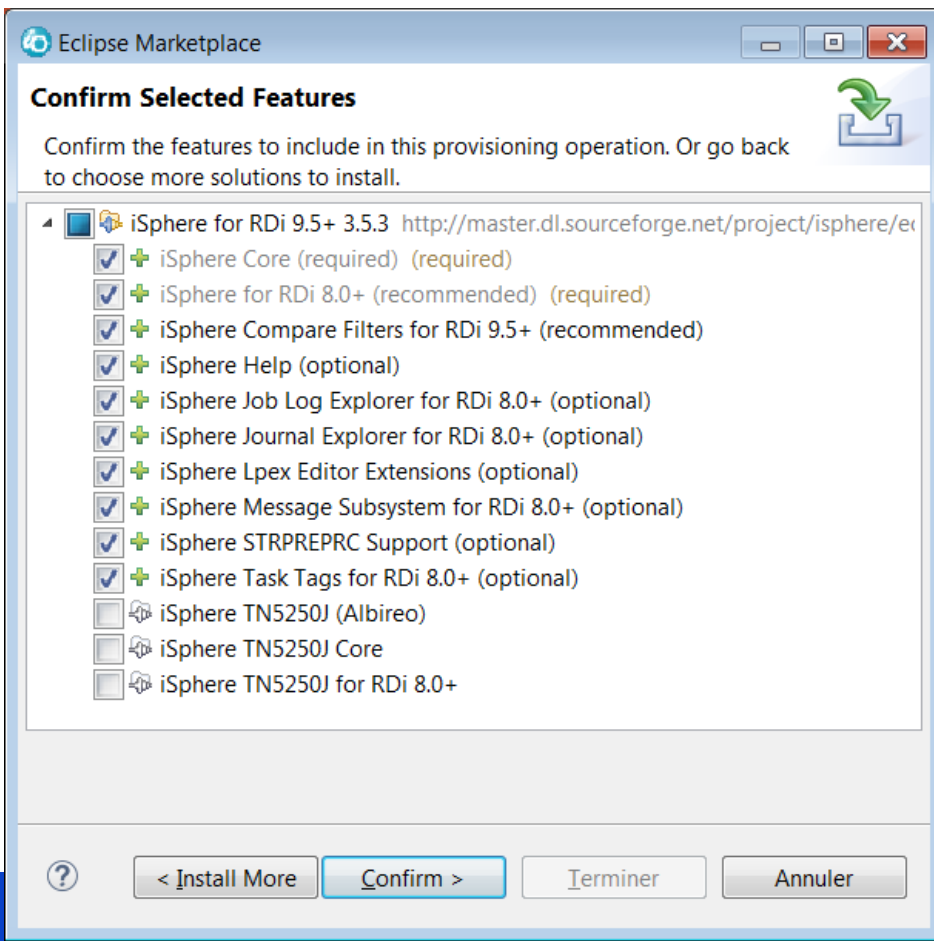 Eclipse Marketplace
Confirm Selected Features
Confirm the features to include in this provisioning operation. Or go back
to choose more solutions to install.
iSphere for RDi 9.5+ 3.5.3 http://master.dl.sourceforge.net/project/isphere/
iSphere Core (required) (required)
iSphere for RDi 8.0+ (recommended) (required)
iSphere Compare Filters for RDi 9.5+ (recommended)
iSphere Help (optional)
iSphere Job Log Explorer for RDi 8.0+ (optional)
iSphere Journal Explorer for RDi 8.0+ (optional)
iSphere Lpex Editor Extensions (optional)
iSphere Message Subsystem for RDi 8.0+ (optional)
iSphere STRPREPRC Support (optional)
iSphere Task Tags for RDi 8.0+ (optional)
iSphere TN5250J (Albireo)
iSphere TN5250J Core
iSphere TN5250J for RDi 8.0+
? < Install More Confirm > Terminer Annuler